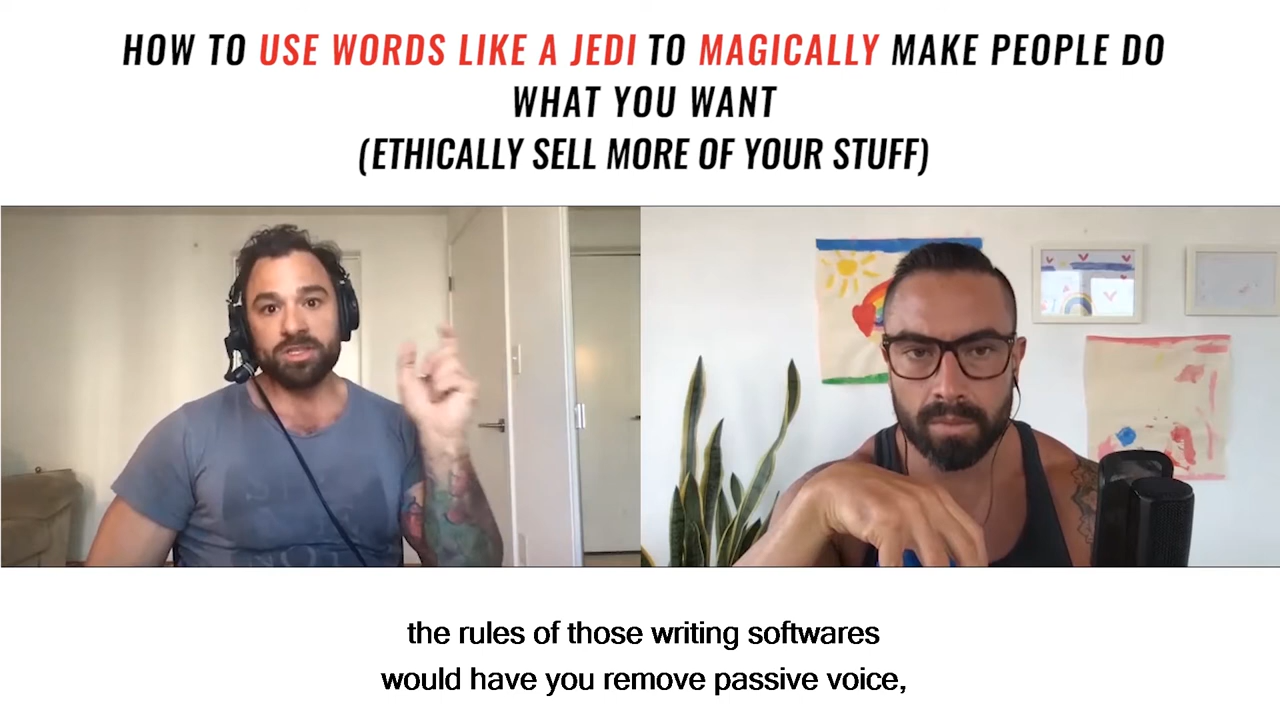 HOW TO USE WORDS LIKE A JEDI TO MAGICALLY MAKE PEOPLE DO
WHAT YOU WANT
(ETHICALLY SELL MORE OF YOUR STUFF)
the rules of those writing softwares
would have you remove passive voice,